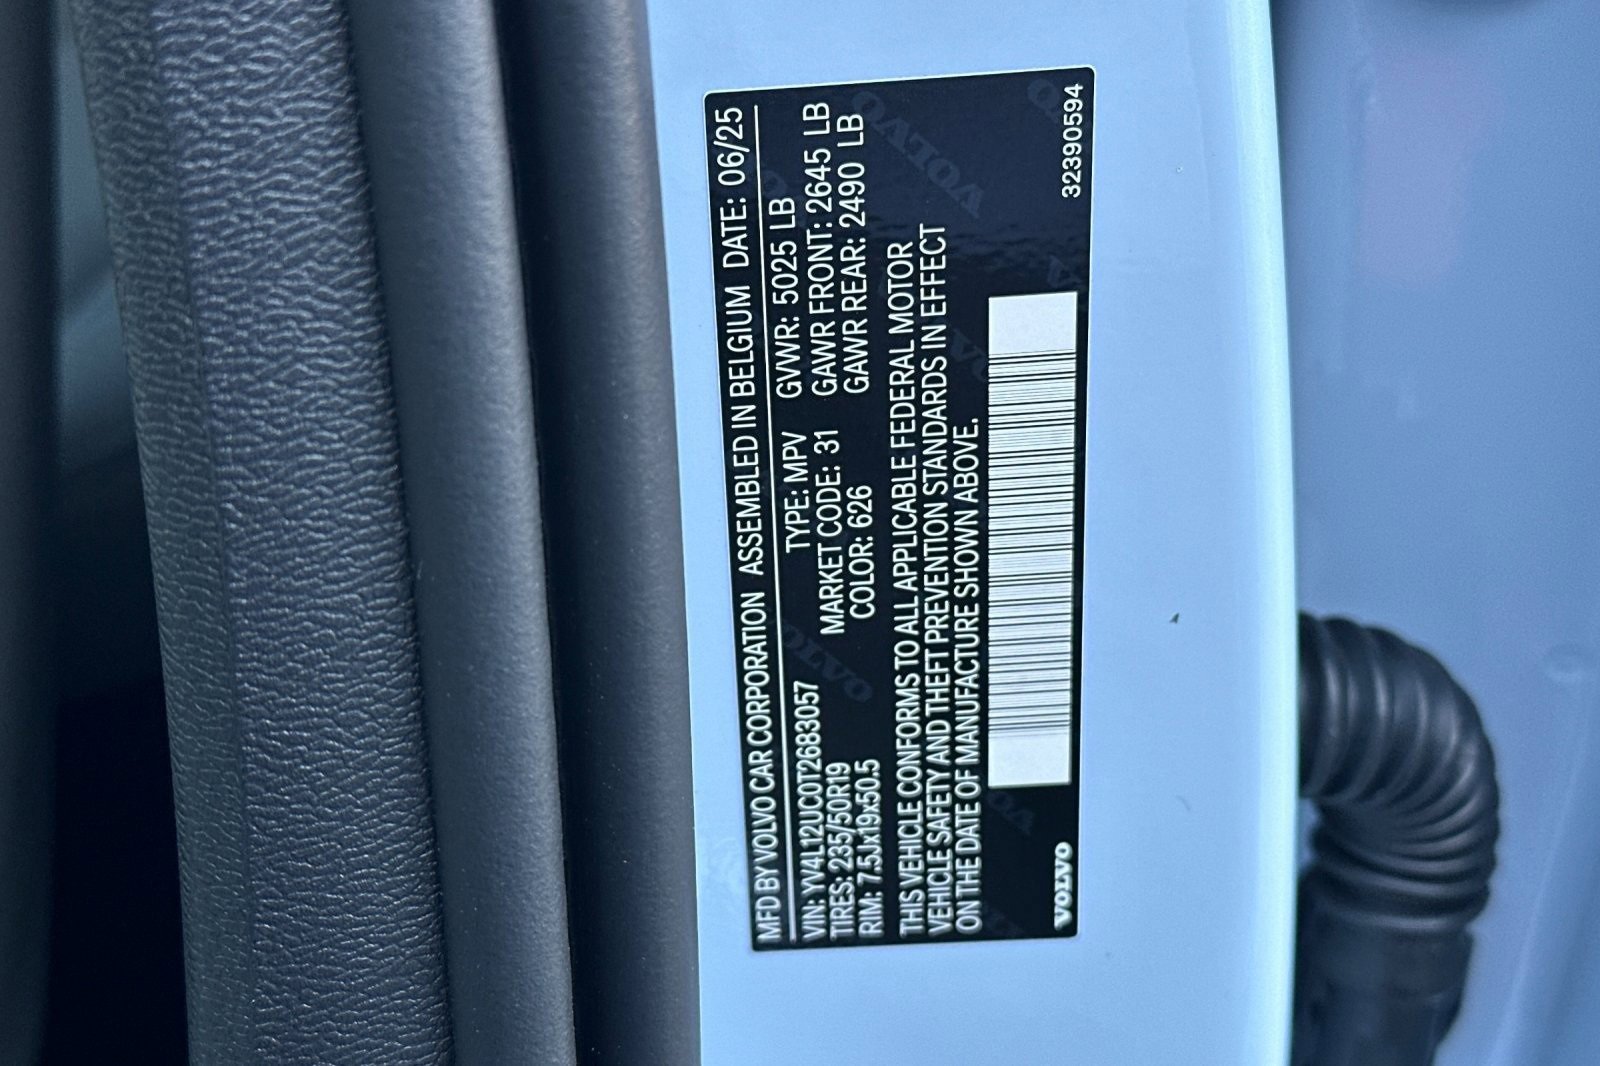 MFD BY VOLVO CAR CORPORATION ASSEMBLED IN BELGIUM DATE: 06/25
VIN: YV4L12UC0T2683057 TYPE: MPV GVWR: 5025 LB
TIRES: 235/50R19 MARKET CODE: 31 GAWR FRONT: 2645 LB
RIM: 7.5Jx19x50.5 COLOR: 626 GAWR REAR: 2490 LB
THIS VEHICLE CONFORMS TO ALL APPLICABLE FEDERAL MOTOR
VEHICLE SAFETY AND THEFT PREVENTION STANDARDS IN EFFECT
ON THE DATE OF MANUFACTURE SHOWN ABOVE.
VOLVO 32390594